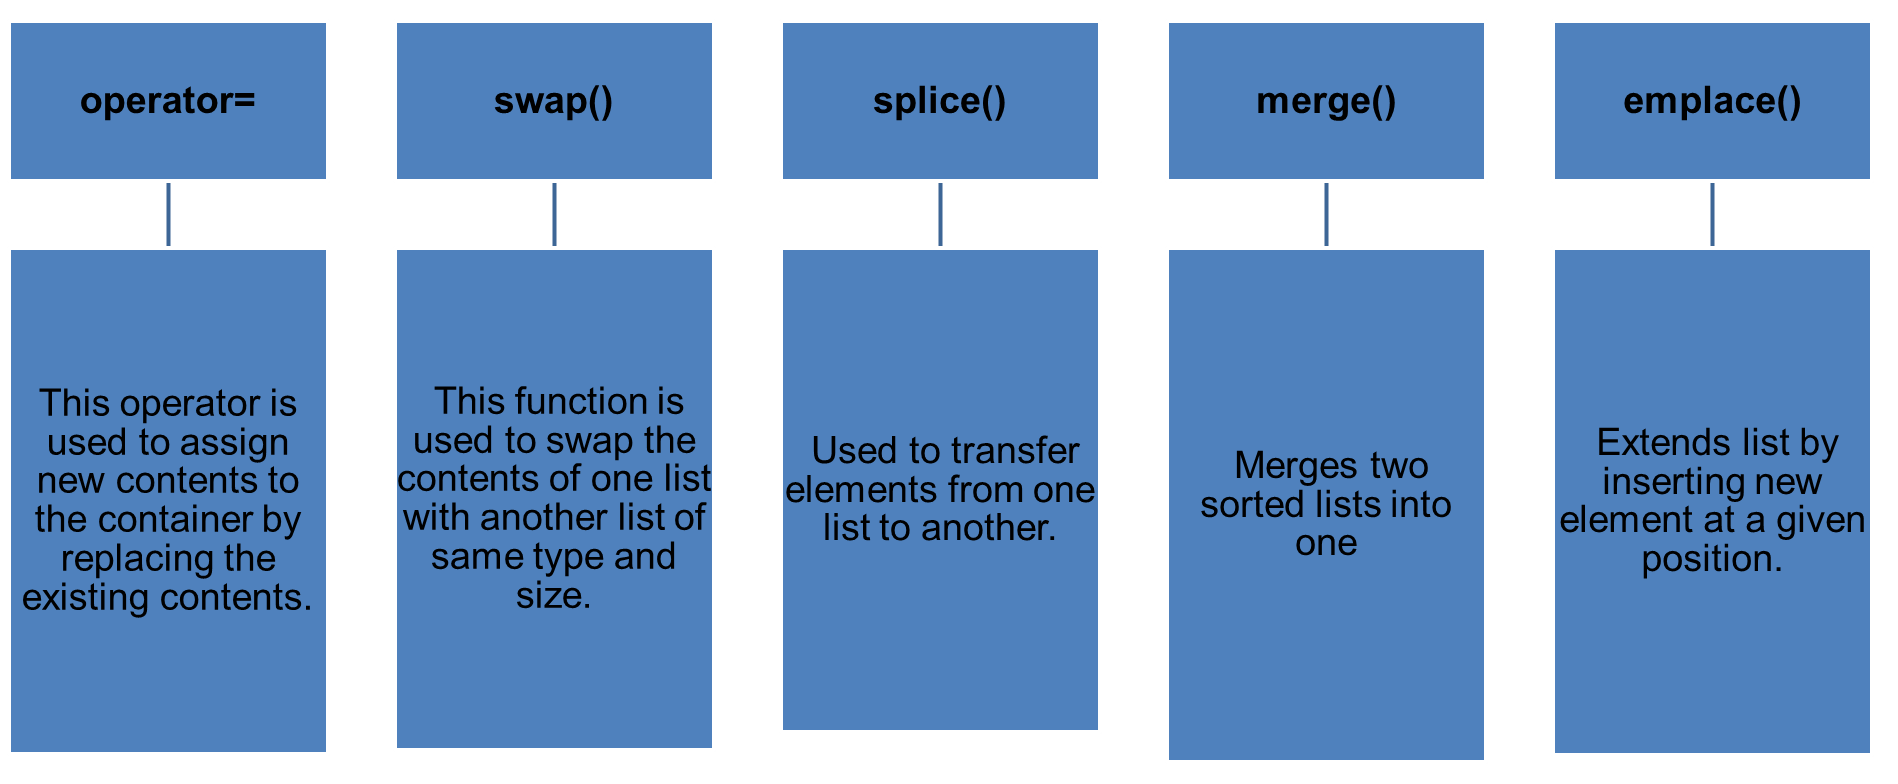 operator=
swap()
splice()
merge()
emplace()
This operator is
used to assign
new contents to
the container by
replacing the
existing contents.
This function is
used to swap the
contents of one list
with another list of
same type and
size.
Used to transfer
elements from one
list to another.
Merges two
sorted lists into
one
Extends list by
inserting new
element at a given
position.